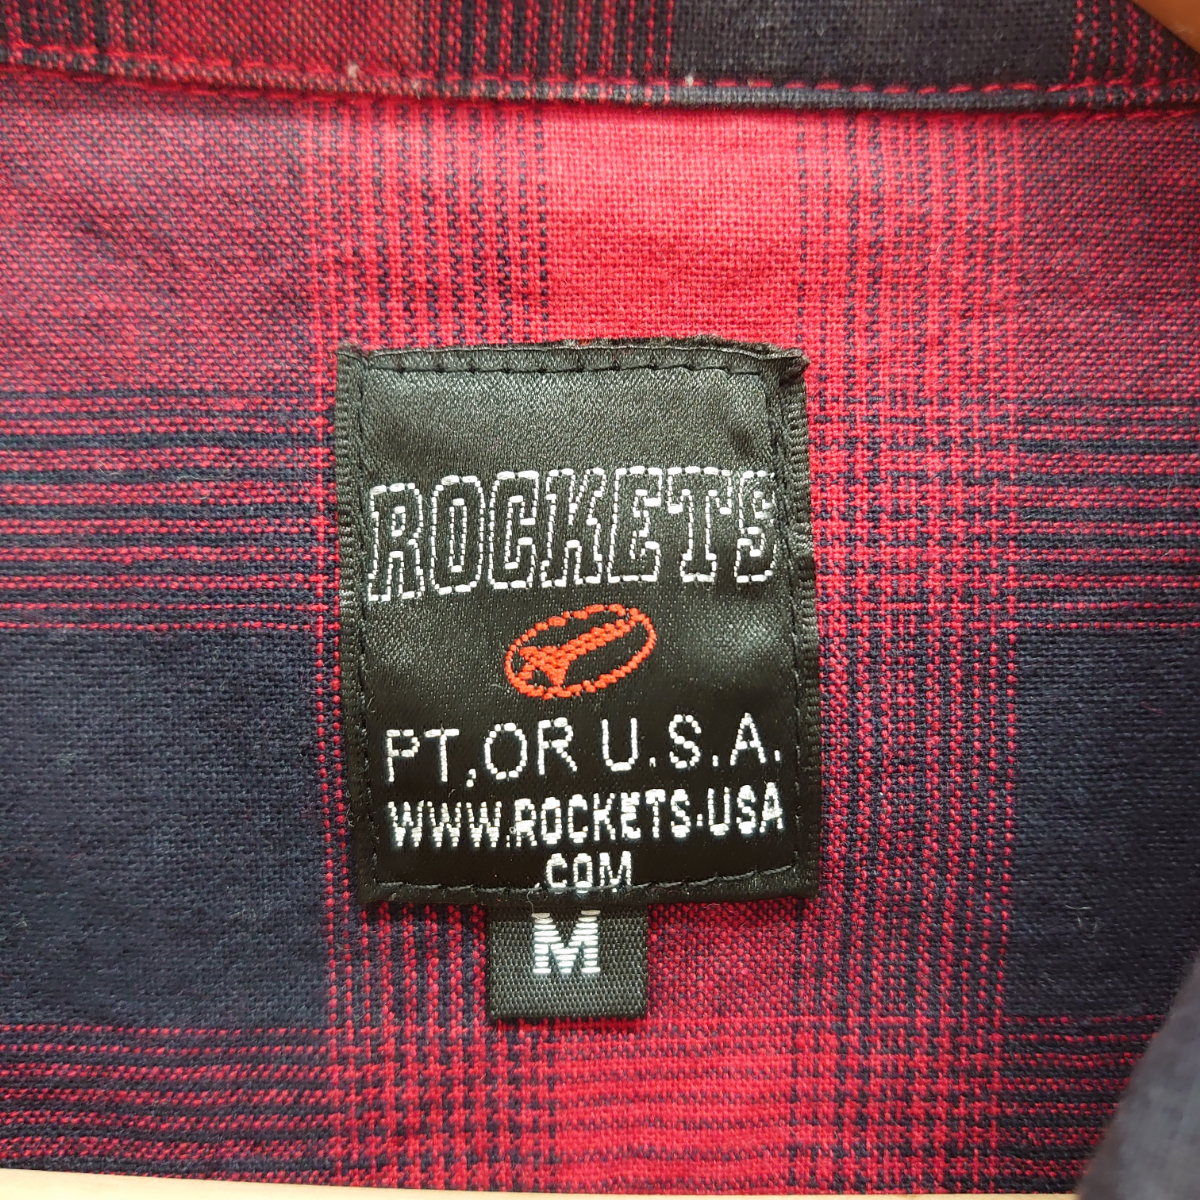 ROCKETS
PT,OR U.S.A.
WWW.ROCKETS.USA
.COM
M